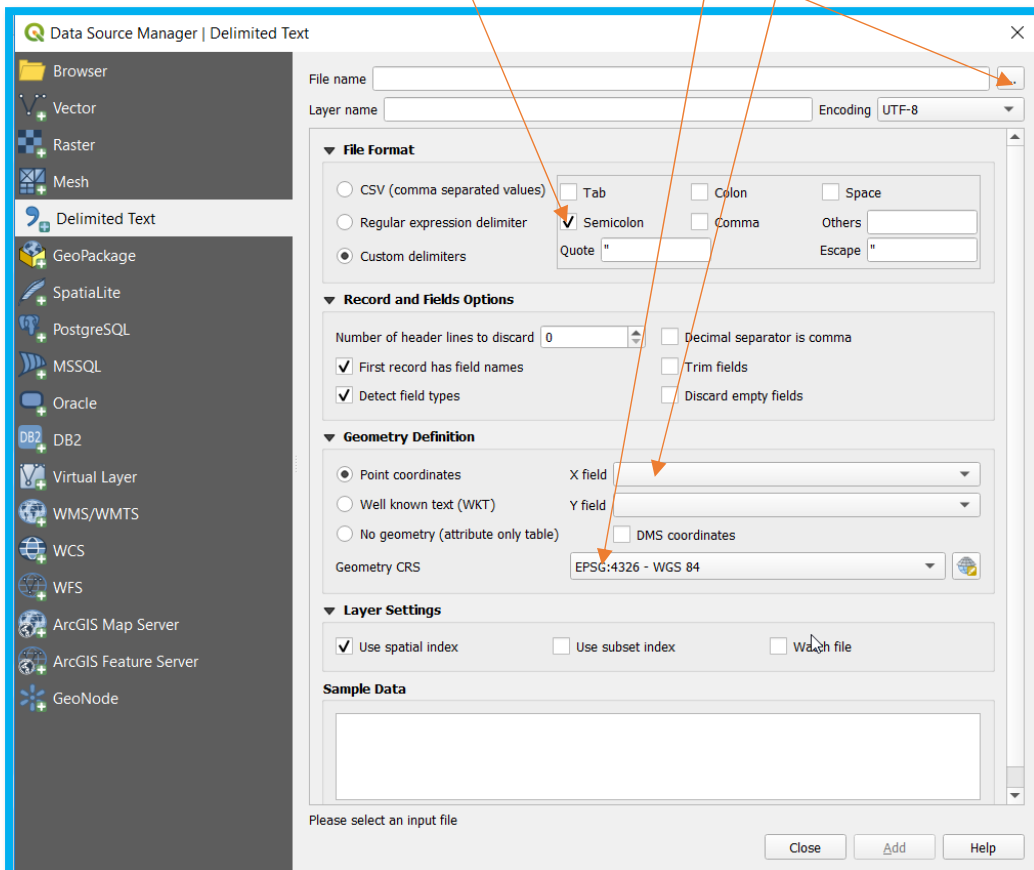 Data Source Manager | Delimited Text
Browser
Vector
Raster
Mesh
Delimited Text
GeoPackage
SpatiaLite
PostgreSQL
MSSQL
Oracle
DB2
DB2
Virtual Layer
WMS/WMTS
WCS
WFS
ArcGIS Map Server
ArcGIS Feature Server
GeoNode
File name
Layer name Encoding UTF-8
File Format
CSV (comma separated values) Tab Colon Space
Regular expression delimiter Semicolon Comma Others
Custom delimiters Quote " Escape "
Record and Fields Options
Number of header lines to discard 0 Decimal separator is comma
First record has field names Trim fields
Detect field types Discard empty fields
Geometry Definition
Point coordinates X field
Well known text (WKT) Y field
No geometry (attribute only table) DMS coordinates
Geometry CRS EPSG:4326 - WGS 84
Layer Settings
Use spatial index Use subset index Watch file
Sample Data
Please select an input file
Close Add Help